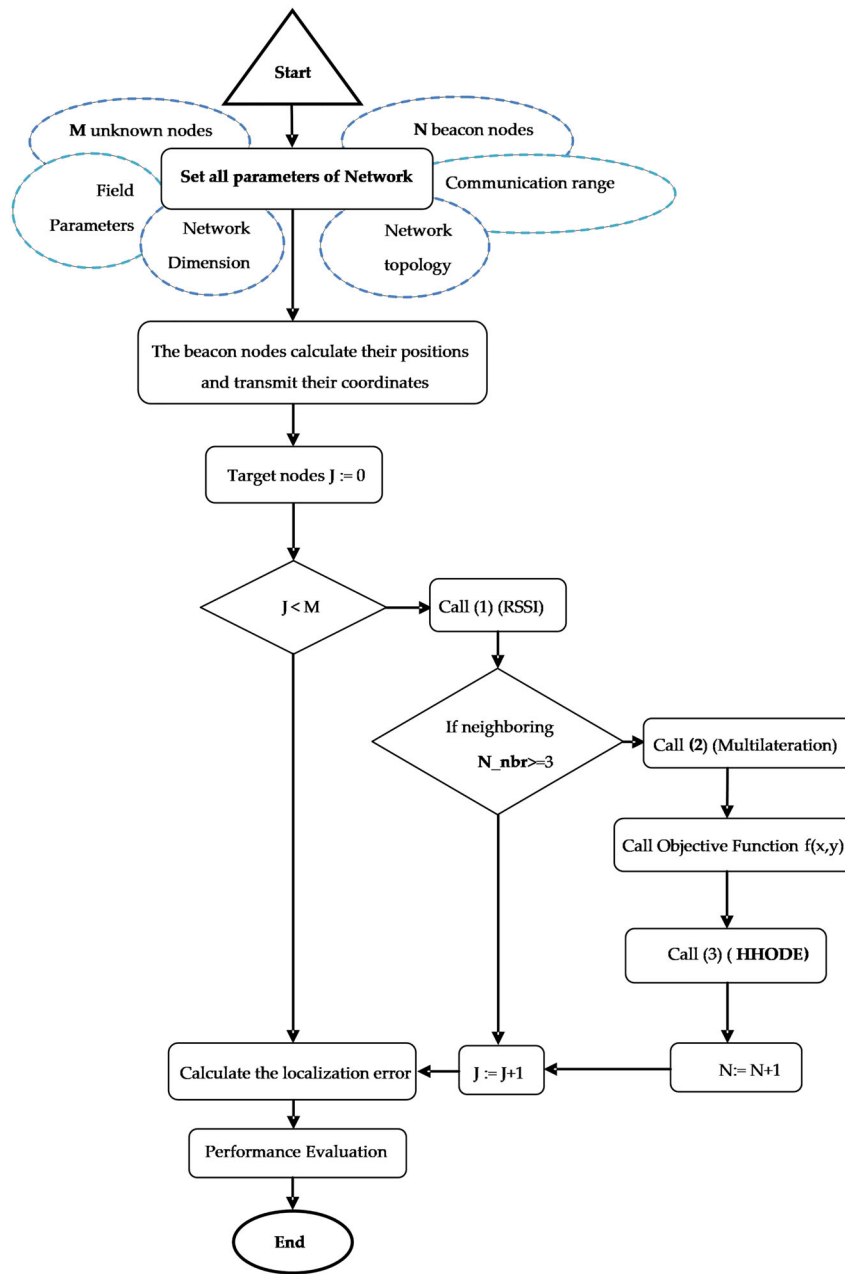 Start
M unknown nodes
N beacon nodes
Set all parameters of Network
Field
Parameters
Communication range
Network
Dimension
Network
topology
The beacon nodes calculate their positions
and transmit their coordinates
Target nodes J := 0
J < M
Call (1) (RSSI)
If neighboring
N_nbr>=3
Call (2) (Multilateration)
Call Objective Function f(x,y)
Call (3) ( HHODE)
Calculate the localization error
J := J+1
N:= N+1
Performance Evaluation
End